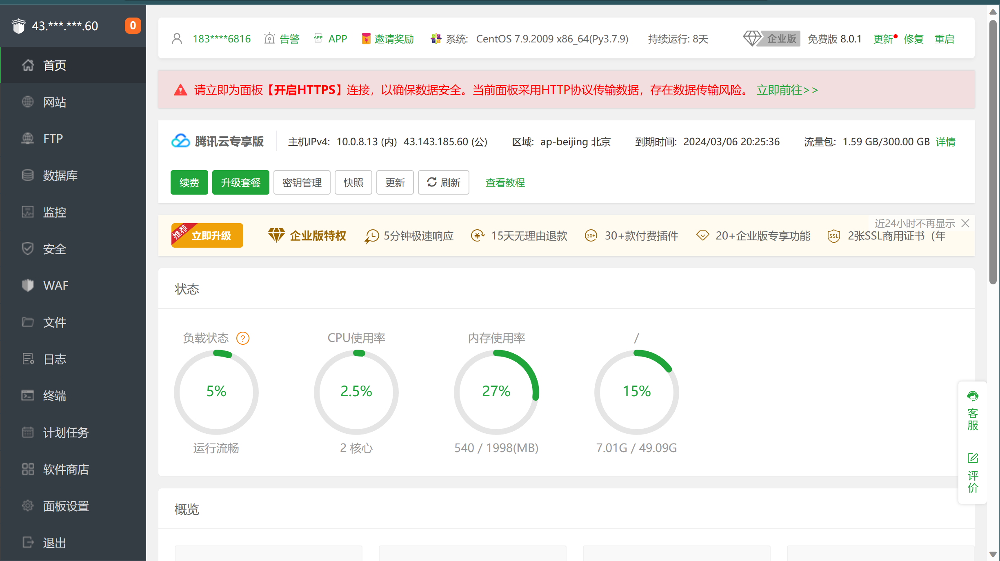 43.***.***.60
0
首页
网站
FTP
数据库
监控
安全
WAF
文件
日志
终端
计划任务
软件商店
面板设置
退出
183****6816 告警 APP APP 邀请奖励 系统: CentOS 7.9.2009 x86_64(Py3.7.9) 持续运行: 8天 企业版 免费版 8.0.1 更新 修复 重启
请立即为面板【开启HTTPS】连接，以确保数据安全。当前面板采用HTTP协议传输数据，存在数据传输风险。 立即前往>>
腾讯云专享版 主机IPv4: 10.0.8.13 (内) 43.143.185.60 (公) 区域: ap-beijing 北京 到期时间: 2024/03/06 20:25:36 流量包: 1.59 GB/300.00 GB 详情
续费 升级套餐 密钥管理 快照 更新 刷新 查看教程
近24小时不再显示
推荐 立即升级 企业版特权 5分钟极速响应 ¥ 15天无理由退款 30+ 30+款付费插件 20+企业版专享功能 SSL 2张SSL商用证书（年
状态
负载状态 ? CPU使用率 内存使用率 /
5% 2.5% 27% 15%
运行流畅 2 核心 540 / 1998(MB) 7.01G / 49.09G
概览
客服
评价